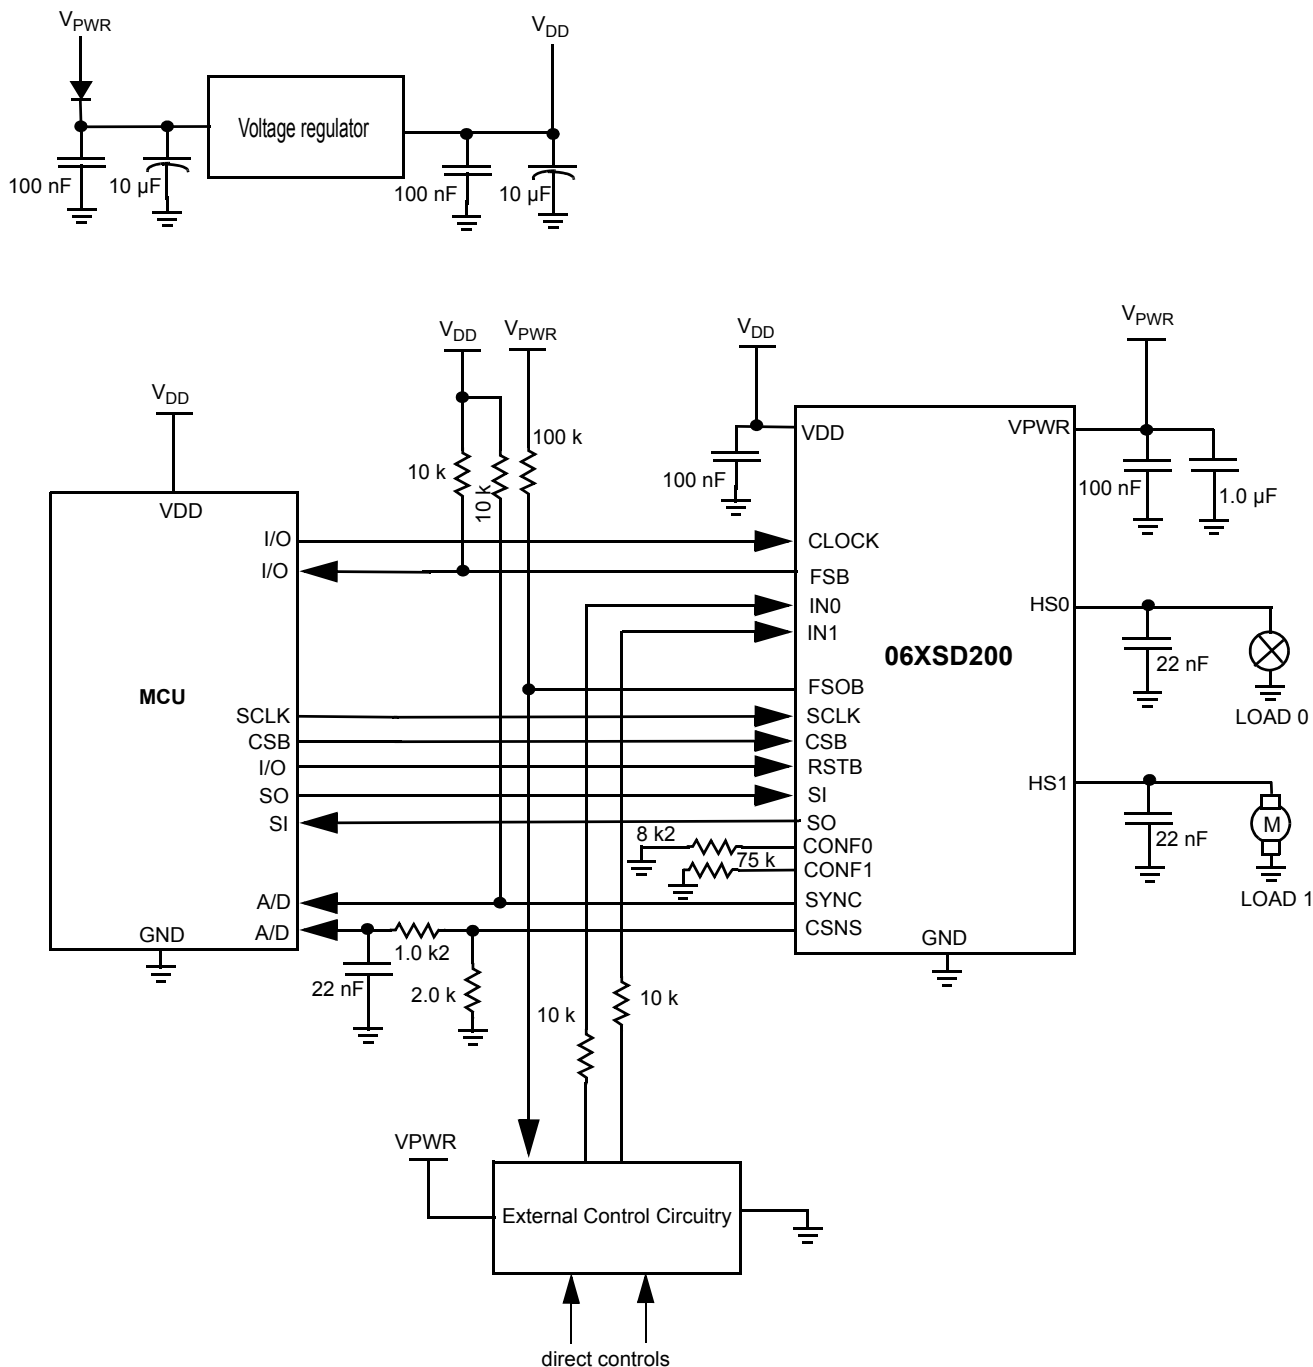 VPWR
VDD
Voltage regulator
100 nF
10 µF
100 nF
10 µF
VDD
VPWR
VDD
VPWR
VDD
100 k
10 k
10 k
VDD
VPWR
100 nF
100 nF
1.0 µF
VDD
I/O
CLOCK
I/O
FSB
IN0
HS0
IN1
06XSD200
22 nF
MCU
FSOB
SCLK
SCLK
LOAD 0
CSB
CSB
I/O
RSTB
HS1
SO
SI
SI
SO
M
8 k2
CONF0
22 nF
75 k
CONF1
A/D
SYNC
LOAD 1
A/D
CSNS
GND
GND
1.0 k2
22 nF
2.0 k
10 k
10 k
VPWR
External Control Circuitry
direct controls